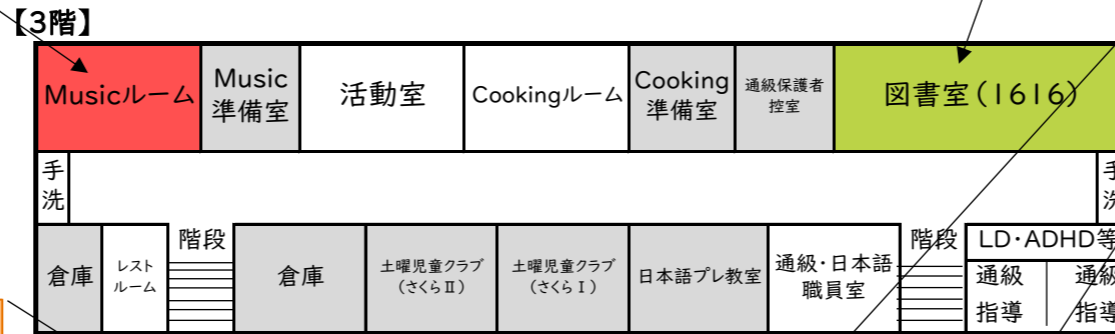 【3階】
Musicルーム
Music
準備室
活動室
Cookingルーム
Cooking
準備室
通級保護者
控室
図書室(1616)
手
洗
手
洗
倉庫
レスト
ルーム
階段
倉庫
土曜児童クラブ
(さくらⅡ)
土曜児童クラブ
(さくらⅠ)
日本語プレ教室
通級・日本語
職員室
階段
LD・ADHD等
通級
指導
通級
指導